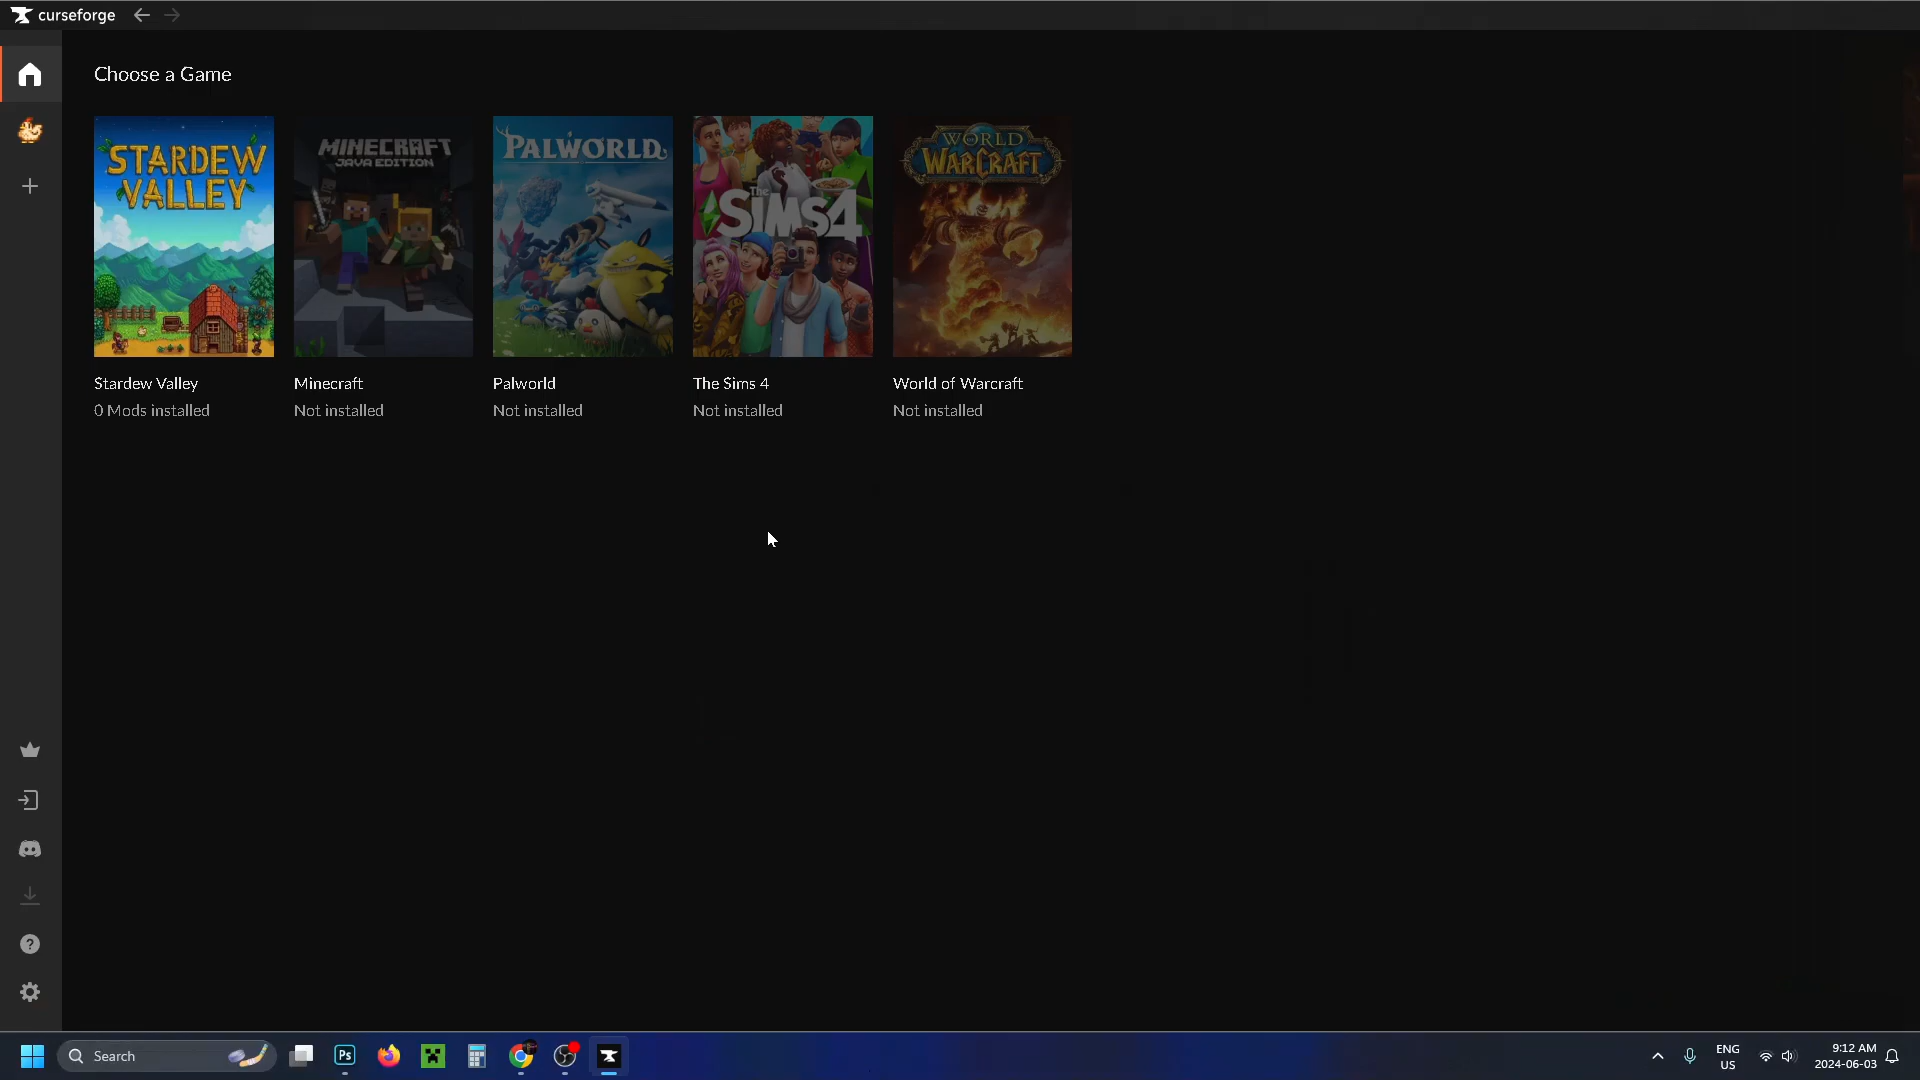 curseforge
Choose a Game
STARDEW
VALLEY
MINECRAFT
JAVA EDITION
PALWORLD
The
SIMS4
WORLD
OF
WARCRAFT
Stardew Valley
0 Mods installed
Minecraft
Not installed
Palworld
Not installed
The Sims 4
Not installed
World of Warcraft
Not installed
Search
Ps
ENG
US
9:12 AM
2024-06-03